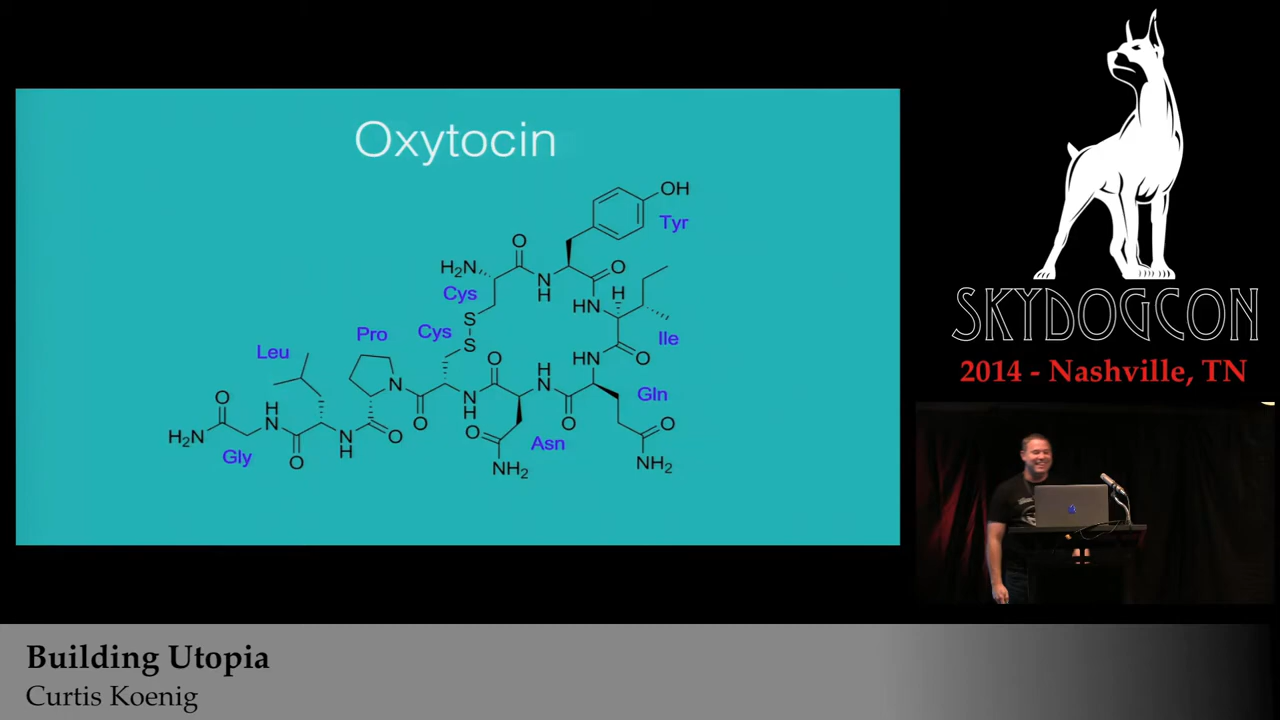 Oxytocin
OH
Tyr
O
H₂N
N
H
O
Cys
HN
H
S
Cys
S
Ile
O
HN
O
Pro
Leu
N
O
N
H
O
H
N
O
Gln
O
NH₂
Asn
O
NH₂
O
N
H
O
H
N
O
H₂N
Gly
SKYDOGCON
2014 - Nashville, TN
Building Utopia
Curtis Koenig